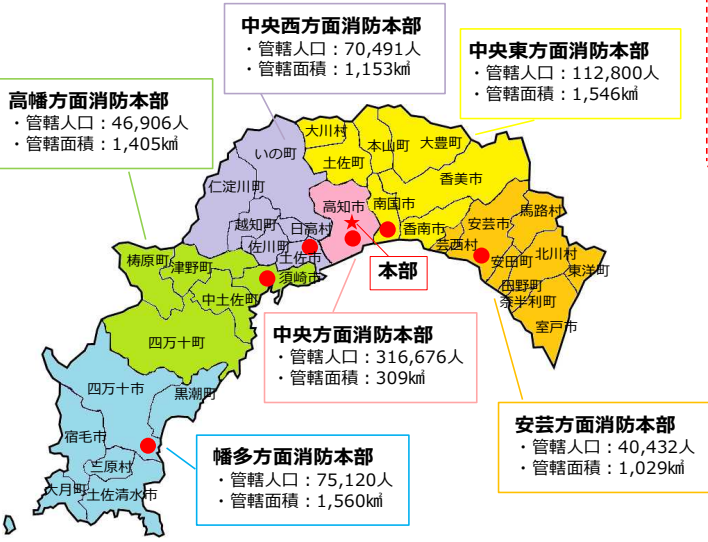 中央西方面消防本部
・管轄人口：70,491人
・管轄面積：1,153㎢
中央東方面消防本部
・管轄人口：112,800人
・管轄面積：1,546㎢
高幡方面消防本部
・管轄人口：46,906人
・管轄面積：1,405㎢
大川村
本山町
大豊町
いの町
土佐町
香美市
仁淀川町
高知市
南国市
馬路村
越知町
日高村
香南市
安芸市
佐川町
土佐市
芸西村
北川村
梼原町
津野町
須崎市
本部
安田町
東洋町
中土佐町
田野町
奈半利町
四万十町
室戸市
中央方面消防本部
・管轄人口：316,676人
・管轄面積：309㎢
四万十市
黒潮町
宿毛市
三原村
大月町
土佐清水市
幡多方面消防本部
・管轄人口：75,120人
・管轄面積：1,560㎢
安芸方面消防本部
・管轄人口：40,432人
・管轄面積：1,029㎢